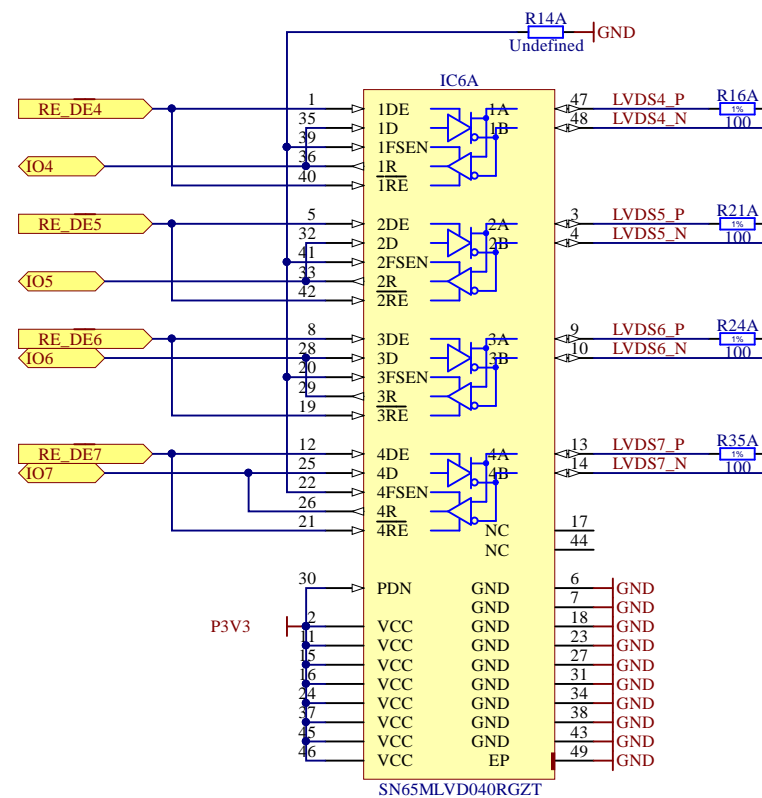 R14A
GND
Undefined
IC6A
RE_DE4 1 1DE 1A 47 LVDS4_P R16A
35 1D 1B 48 LVDS4_N 1%
100
39 1FSEN
IO4 36 1R
40 1RE
RE_DE5 5 2DE 2A 3 LVDS5_P R21A
32 2D 2B 4 LVDS5_N 1%
100
41 2FSEN
IO5 33 2R
42 2RE
RE_DE6 8 3DE 3A 9 LVDS6_P R24A
IO6 28 3D 3B 10 LVDS6_N 1%
100
20 3FSEN
29 3R
19 3RE
RE_DE7 12 4DE 4A 13 LVDS7_P R35A
IO7 25 4D 4B 14 LVDS7_N 1%
100
22 4FSEN
26 4R
21 4RE NC 17
NC 44
30 PDN GND 6 GND
GND 7 GND
P3V3 2 VCC GND 18 GND
11 VCC GND 23 GND
15 VCC GND 27 GND
16 VCC GND 31 GND
24 VCC GND 34 GND
37 VCC GND 38 GND
45 VCC GND 43 GND
46 VCC EP 49 GND
SN65MLVD040RGZT